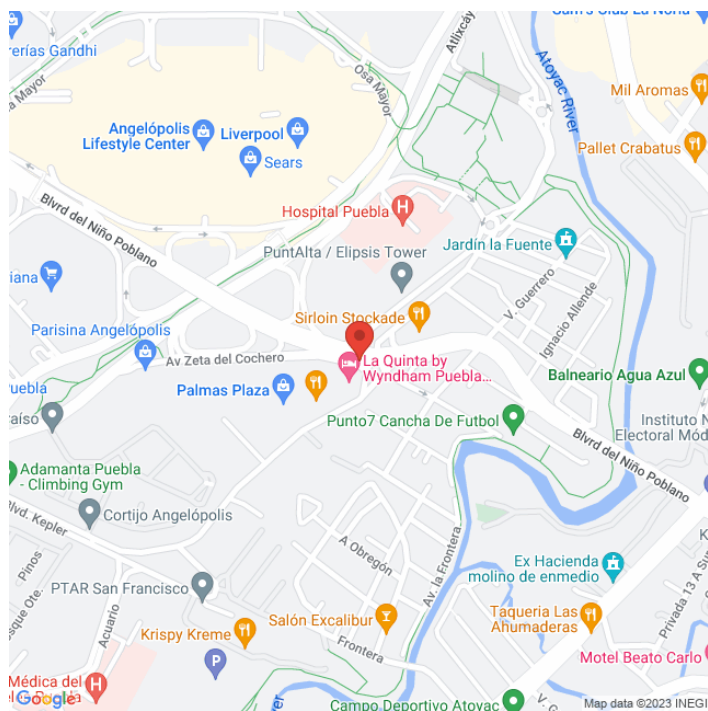 Sam's Club La Noria
rerías Gandhi
Osa Mayor
Atlixcáy
a Mayor
Atoyac River
Mil Aromas
Angelópolis
Lifestyle Center
Liverpool
Sears
Pallet Crabatus
Blvrd del Niño Poblano
Hospital Puebla
Jardín la Fuente
PuntAlta / Elipsis Tower
V. Guerrero
Ignacio Allende
iana
Sirloin Stockade
Parisina Angelópolis
Av Zeta del Cochero
La Quinta by
Wyndham Puebla...
Balneario Agua Azul
Puebla
Palmas Plaza
Punto7 Cancha De Futbol
Instituto N
Electoral Mód
aíso
Blvrd del Niño Poblano
Adamanta Puebla
- Climbing Gym
Cortijo Angelópolis
Blvd. Kepler
K
A Obregón
Av. la Frontera
Ex Hacienda
molino de enmedio
Pinos
sque Ote.
Acuario
PTAR San Francisco
Privada 13 A Su
Taqueria Las
Ahumaderas
Salón Excalibur
Krispy Kreme
Frontera
P
Motel Beato Carlo
Médica del
Google
Campo Deportivo Atoyac
V. G
Map data ©2023 INEGI